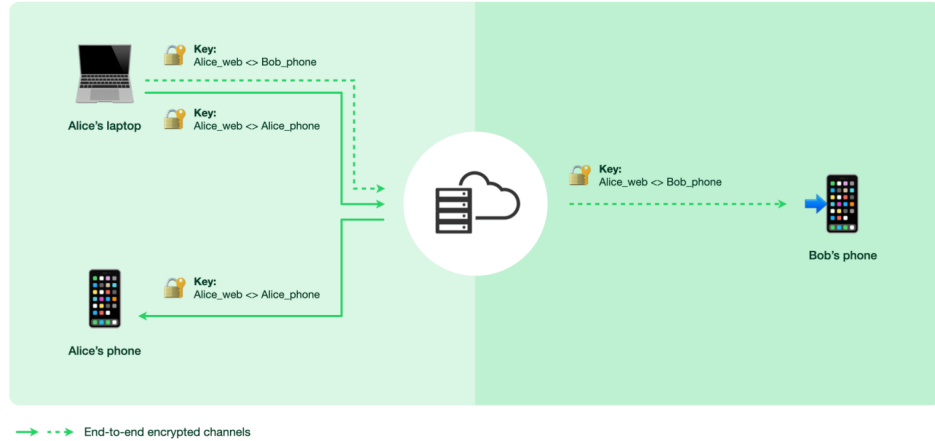 Key:
Alice_web <> Bob_phone
Alice's laptop
Key:
Alice_web <> Alice_phone
Key:
Alice_web <> Bob_phone
Bob's phone
Key:
Alice_web <> Alice_phone
Alice's phone
End-to-end encrypted channels